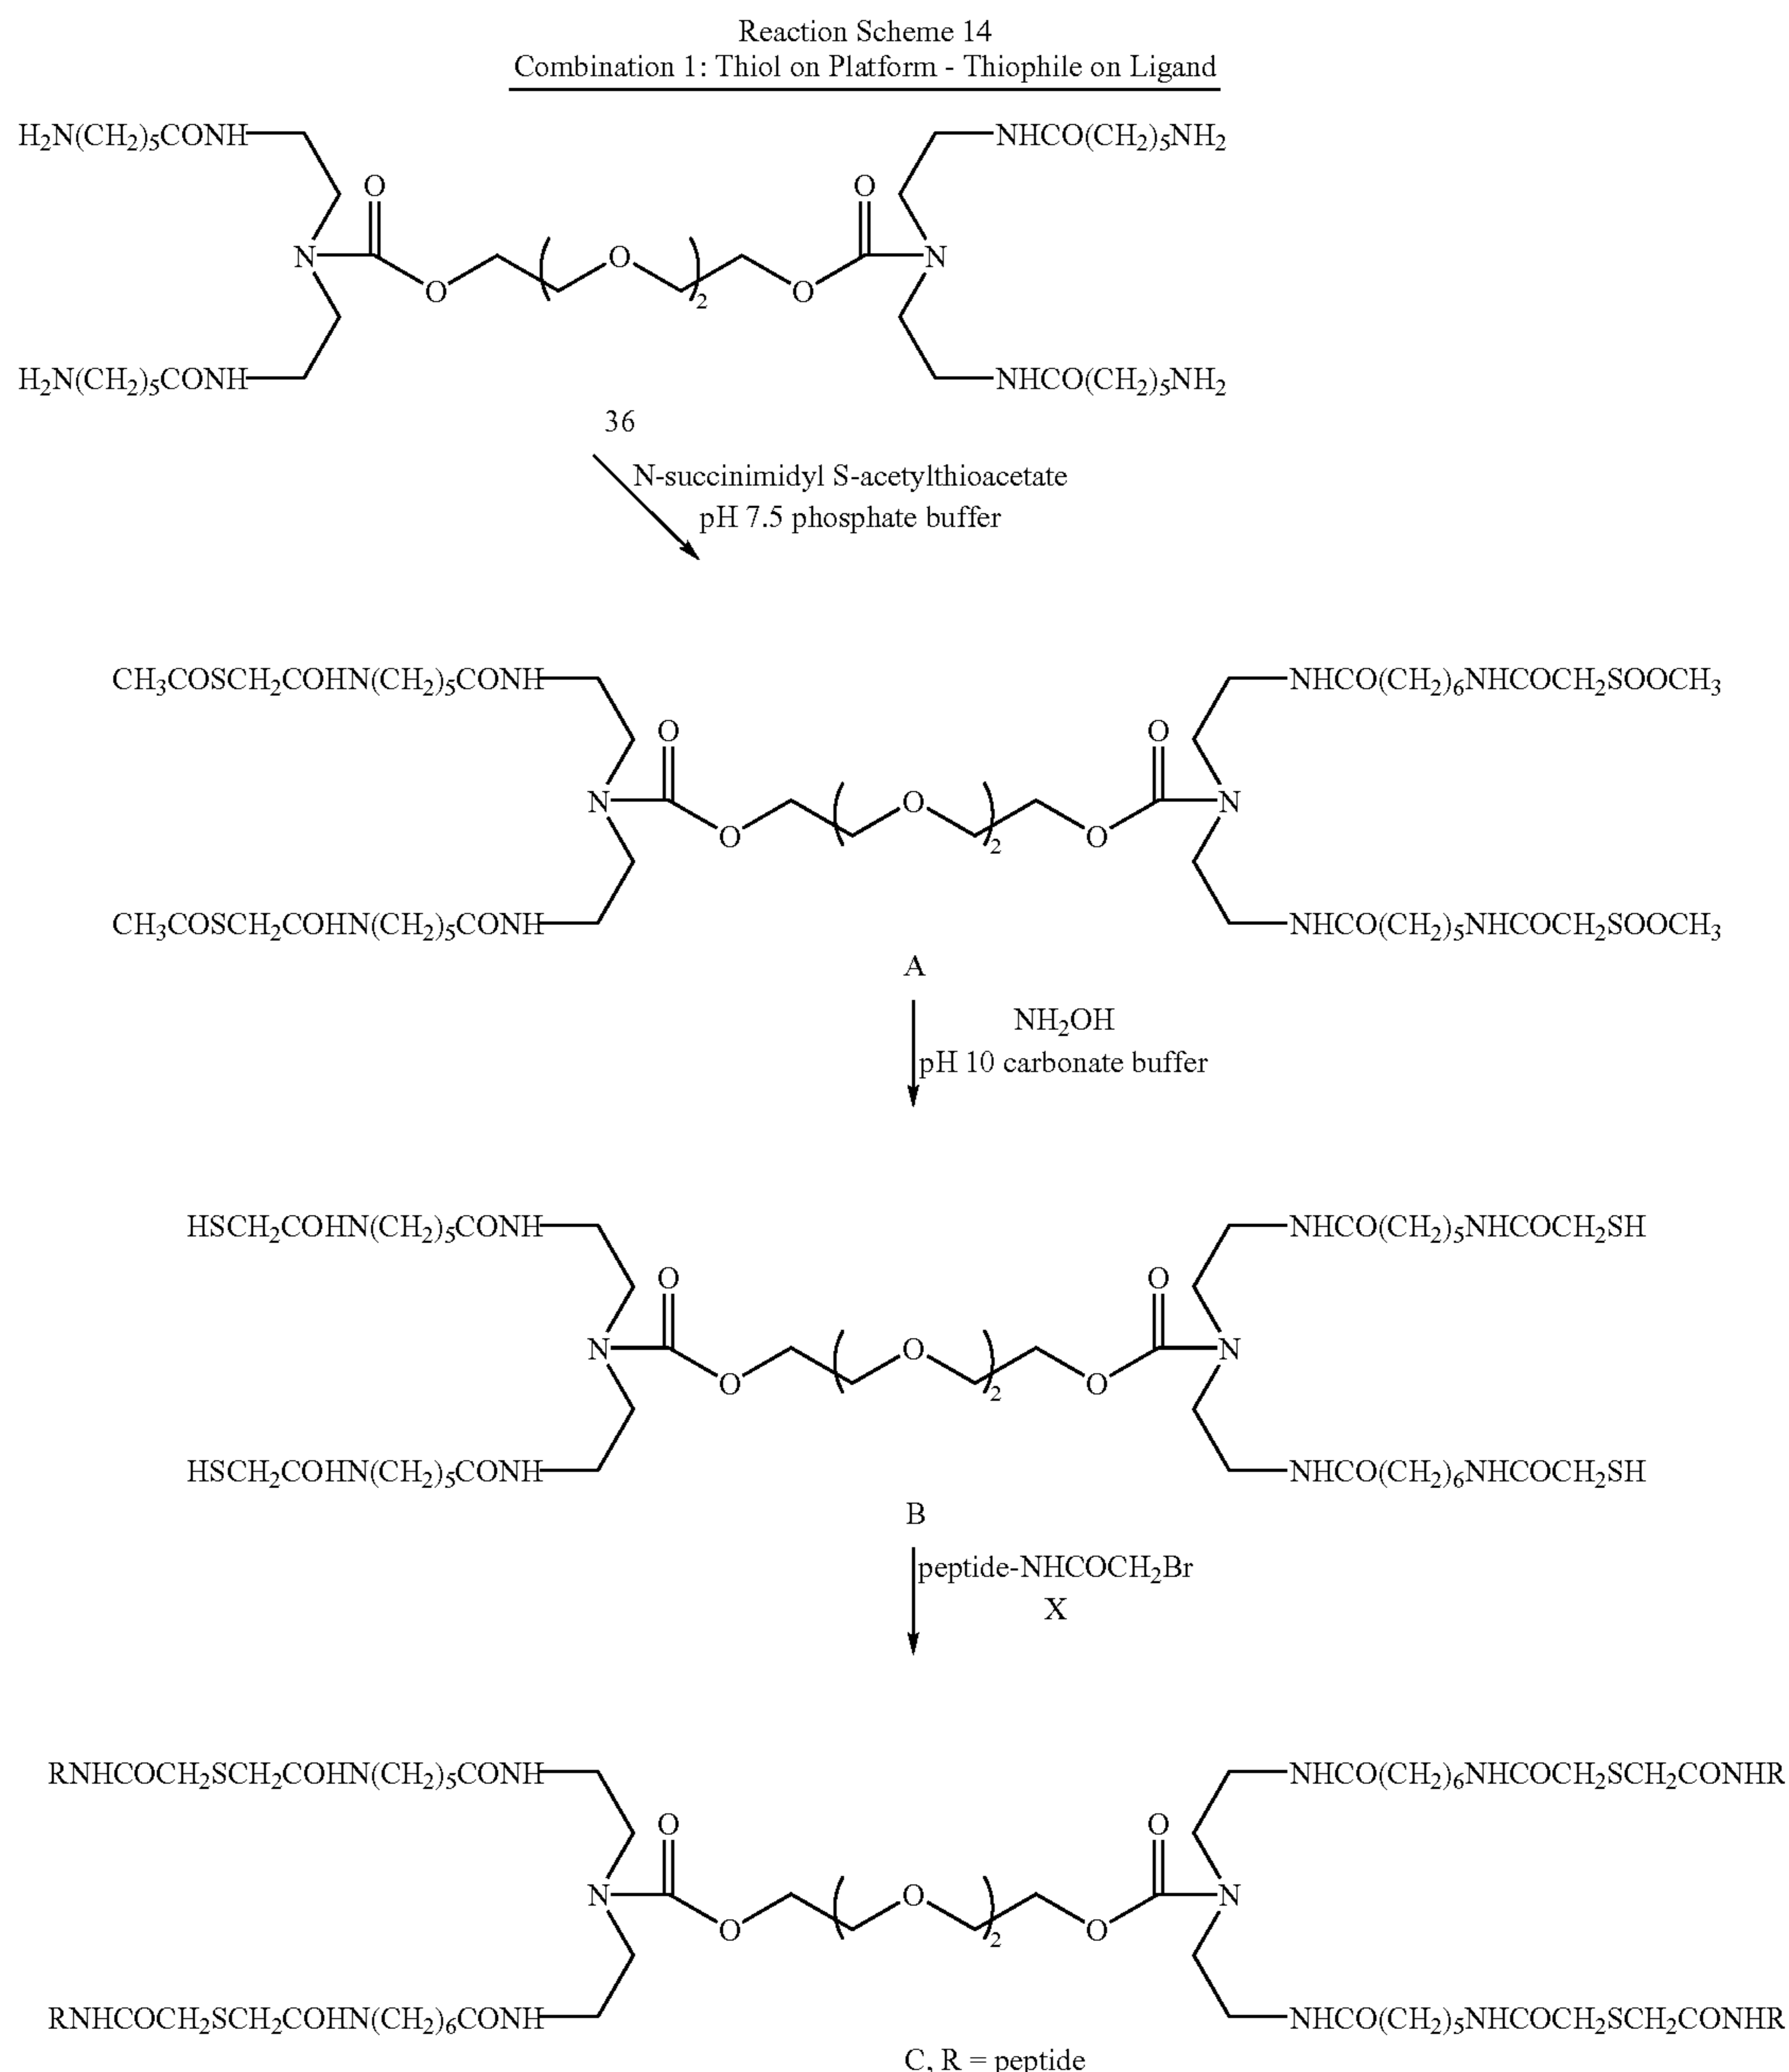 Reaction Scheme 14
Combination 1: Thiol on Platform - Thiophile on Ligand
H₂N(CH₂)₅CONH NHCO(CH₂)₅NH₂
O O
N O N
O O
2
H₂N(CH₂)₅CONH NHCO(CH₂)₅NH₂
36
N-succinimidyl S-acetylthioacetate
pH 7.5 phosphate buffer
CH₃COSCH₂COHN(CH₂)₅CONH NHCO(CH₂)₆NHCOCH₂SOOCH₃
O O
N O N
O O
2
CH₃COSCH₂COHN(CH₂)₅CONH NHCO(CH₂)₅NHCOCH₂SOOCH₃
A
NH₂OH
pH 10 carbonate buffer
HSCH₂COHN(CH₂)₅CONH NHCO(CH₂)₅NHCOCH₂SH
O O
N O N
O O
2
HSCH₂COHN(CH₂)₅CONH NHCO(CH₂)₆NHCOCH₂SH
B
peptide-NHCOCH₂Br
X
RNHCOCH₂SCH₂COHN(CH₂)₅CONH NHCO(CH₂)₆NHCOCH₂SCH₂CONHR
O O
N O N
O O
2
RNHCOCH₂SCH₂COHN(CH₂)₆CONH NHCO(CH₂)₅NHCOCH₂SCH₂CONHR
C, R = peptide